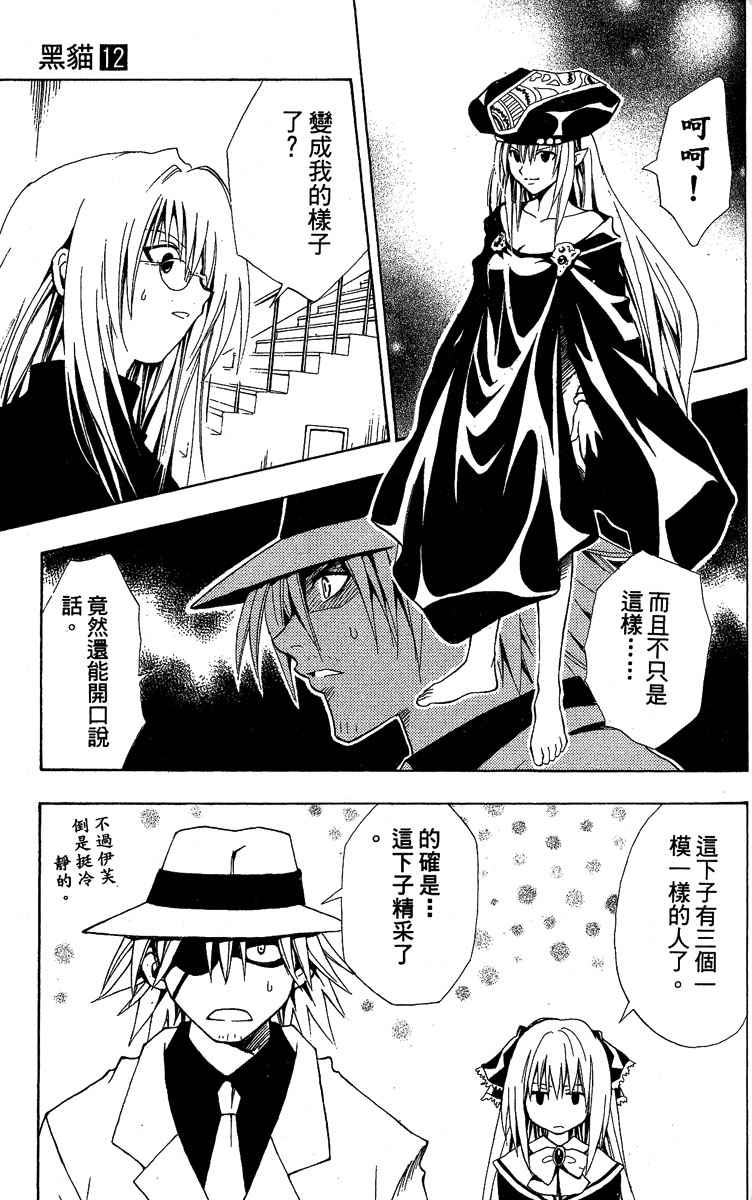 黑貓 12
呵呵！
變成我的樣子
了？
而且不只是
這樣……
竟然還能開口說
話。
這下子有三個一
模一樣的人了。
的確是…
這下子精采了
。
不過伊芙
倒是挺冷
靜的。